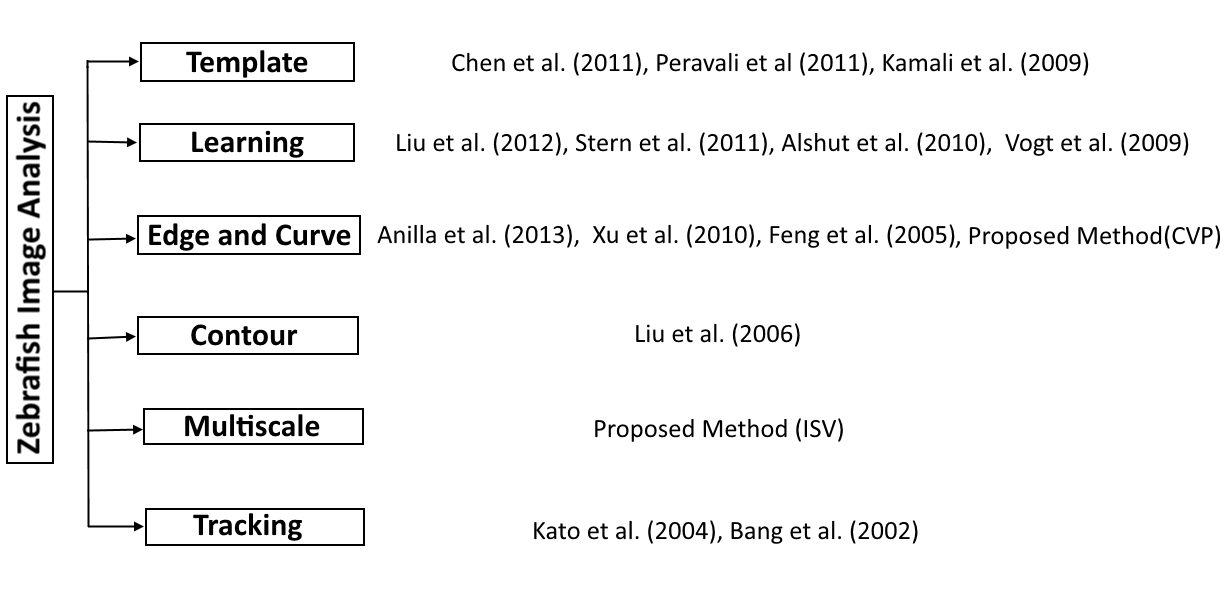 Zebrafish Image Analysis
Template
Chen et al. (2011), Peravali et al (2011), Kamali et al. (2009)
Learning
Liu et al. (2012), Stern et al. (2011), Alshut et al. (2010), Vogt et al. (2009)
Edge and Curve
Anilla et al. (2013), Xu et al. (2010), Feng et al. (2005), Proposed Method(CVP)
Contour
Liu et al. (2006)
Multiscale
Proposed Method (ISV)
Tracking
Kato et al. (2004), Bang et al. (2002)